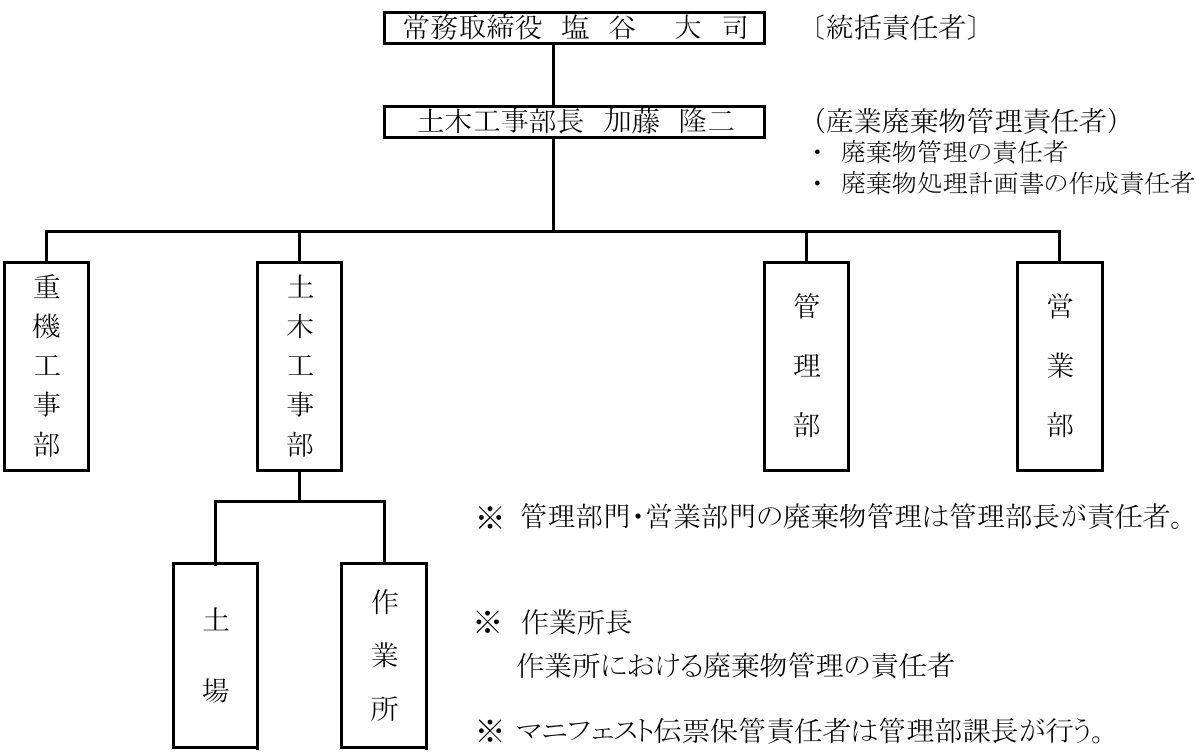 常務取締役 塩 谷 大 司 〔統括責任者〕
土木工事部長 加藤 隆二 (産業廃棄物管理責任者)
・ 廃棄物管理の責任者
・ 廃棄物処理計画書の作成責任者
重機工事部
土木工事部
管理部
営業部
※ 管理部門・営業部門の廃棄物管理は管理部長が責任者。
土場
作業所
※ 作業所長
作業所における廃棄物管理の責任者
※ マニフェスト伝票保管責任者は管理部課長が行う。